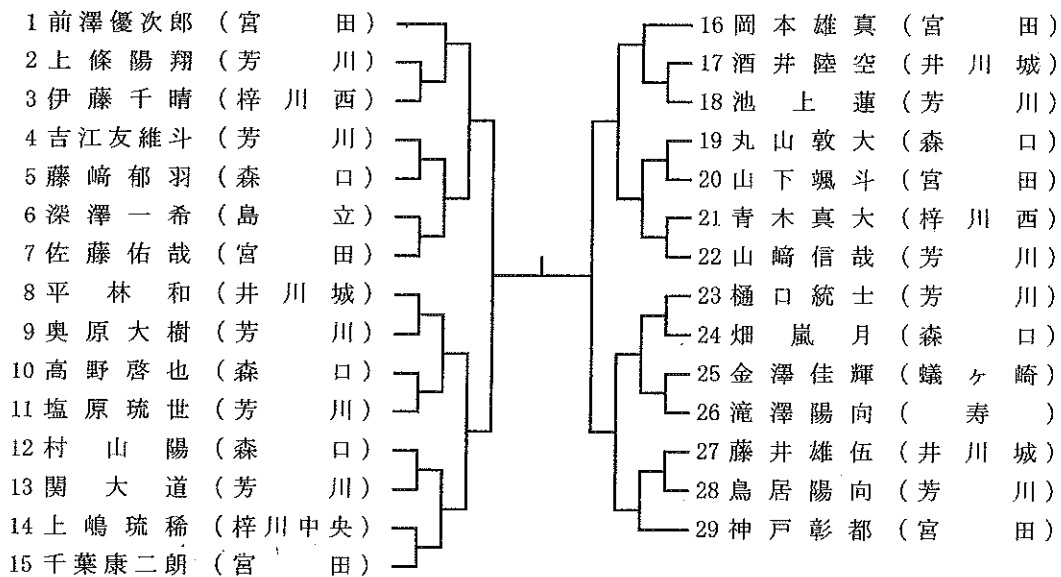 1 前澤優次郎 (宮田)
2 上條陽翔 (芳川)
3 伊藤千晴 (梓川西)
4 吉江友維斗 (芳川)
5 藤﨑郁羽 (森口)
6 深澤一希 (島立)
7 佐藤佑哉 (宮田)
8 平林和 (井川城)
9 奥原大樹 (芳川)
10 高野啓也 (森口)
11 塩原琉世 (芳川)
12 村山陽 (森口)
13 関大道 (芳川)
14 上嶋琉稀 (梓川中央)
15 千葉康二朗 (宮田)
16 岡本雄真 (宮田)
17 酒井陸空 (井川城)
18 池上蓮 (芳川)
19 丸山敦大 (森口)
20 山下颯斗 (宮田)
21 青木真大 (梓川西)
22 山﨑信哉 (芳川)
23 樋口統士 (芳川)
24 畑嵐月 (森口)
25 金澤佳輝 (蟻ヶ崎)
26 滝澤陽向 (寿)
27 藤井雄伍 (井川城)
28 鳥居陽向 (芳川)
29 神戸彰都 (宮田)